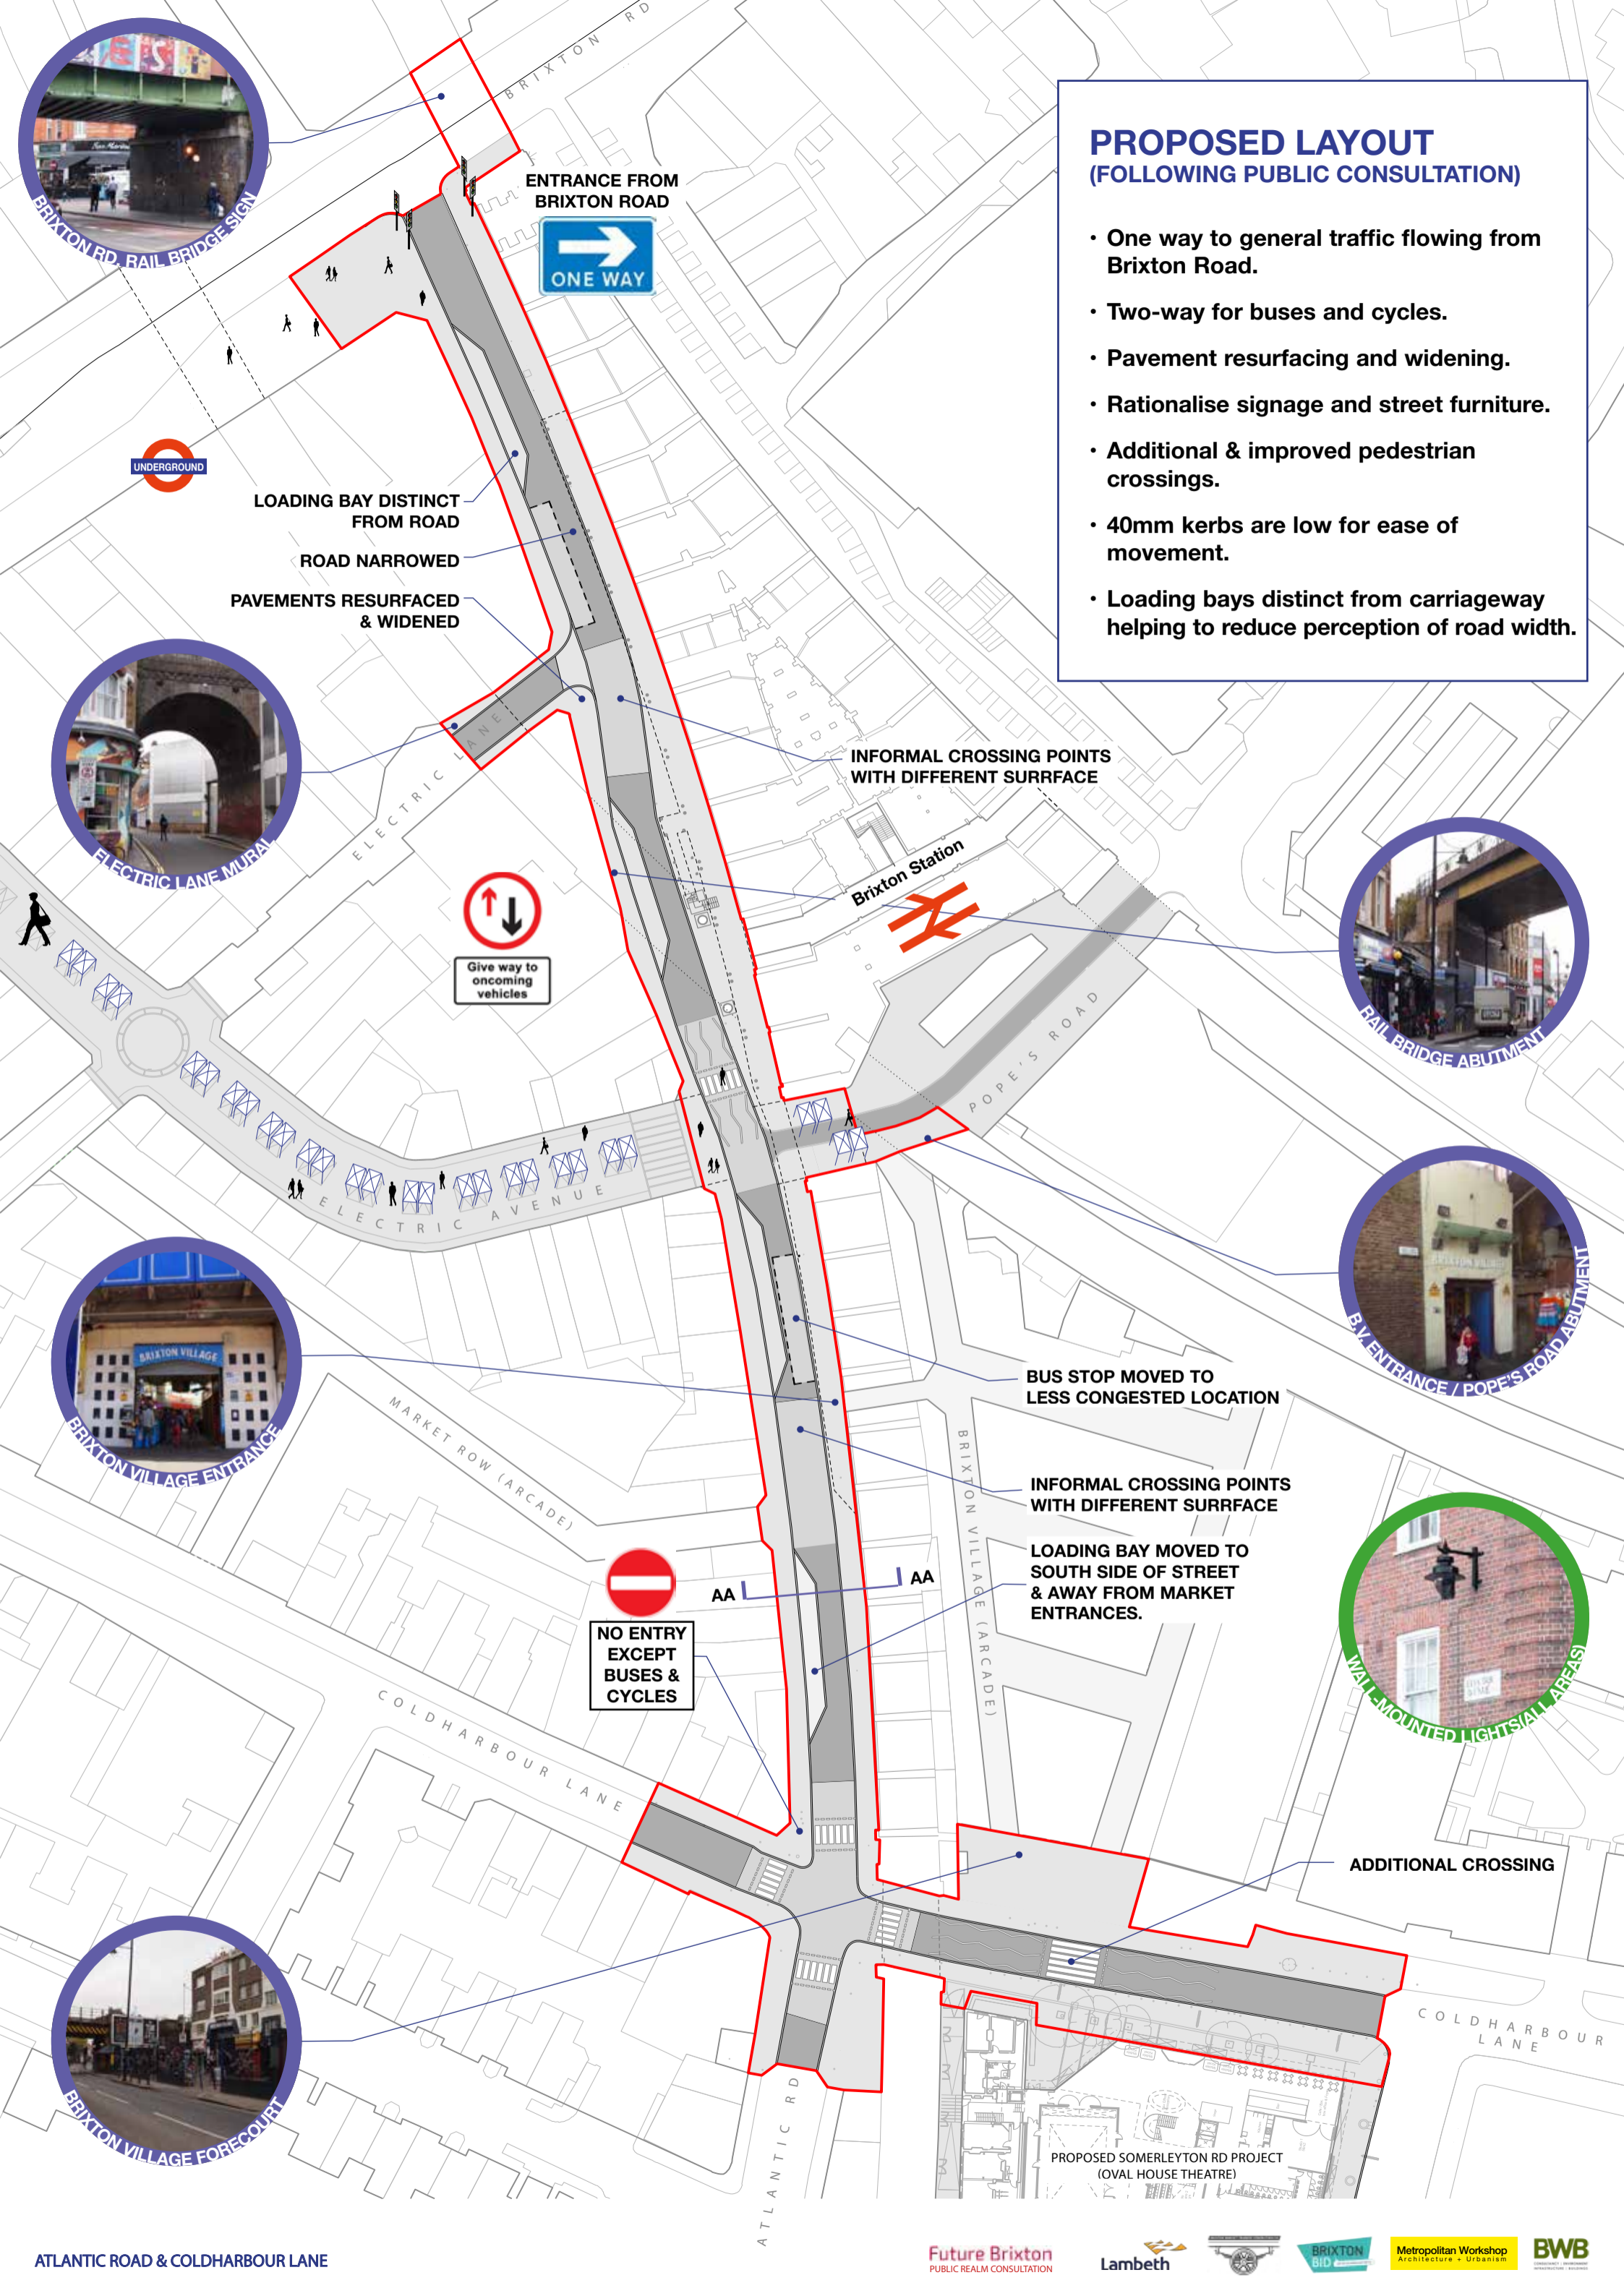 BRIXTON RD
BRIXTON RD, RAIL BRIDGE SIGN
ENTRANCE FROM
BRIXTON ROAD
ONE WAY
PROPOSED LAYOUT
(FOLLOWING PUBLIC CONSULTATION)
• One way to general traffic flowing from
Brixton Road.
• Two-way for buses and cycles.
• Pavement resurfacing and widening.
• Rationalise signage and street furniture.
• Additional & improved pedestrian
crossings.
• 40mm kerbs are low for ease of
movement.
• Loading bays distinct from carriageway
helping to reduce perception of road width.
UNDERGROUND
LOADING BAY DISTINCT
FROM ROAD
ROAD NARROWED
PAVEMENTS RESURFACED
& WIDENED
ELECTRIC LANE
ELECTRIC LANE MURAL
INFORMAL CROSSING POINTS
WITH DIFFERENT SURRFACE
Brixton Station
Give way to
oncoming
vehicles
RAIL BRIDGE ABUTMENT
POPE'S ROAD
ELECTRIC AVENUE
BRIXTON VILLAGE
BRIXTON VILLAGE ENTRANCE
B.V. ENTRANCE / POPE'S ROAD ABUTMENT
BUS STOP MOVED TO
LESS CONGESTED LOCATION
MARKET ROW (ARCADE)
BRIXTON VILLAGE (ARCADE)
INFORMAL CROSSING POINTS
WITH DIFFERENT SURRFACE
LOADING BAY MOVED TO
SOUTH SIDE OF STREET
& AWAY FROM MARKET
ENTRANCES.
AA
AA
NO ENTRY
EXCEPT
BUSES &
CYCLES
WALL-MOUNTED LIGHTS(ALL AREAS)
COLDHARBOUR LANE
ADDITIONAL CROSSING
COLDHARBOUR
LANE
BRIXTON VILLAGE FORECOURT
ATLANTIC RD
PROPOSED SOMERLEYTON RD PROJECT
(OVAL HOUSE THEATRE)
ATLANTIC ROAD & COLDHARBOUR LANE
Future Brixton
PUBLIC REALM CONSULTATION
Lambeth
BRIXTON
BID
Metropolitan Workshop
Architecture + Urbanism
BWB